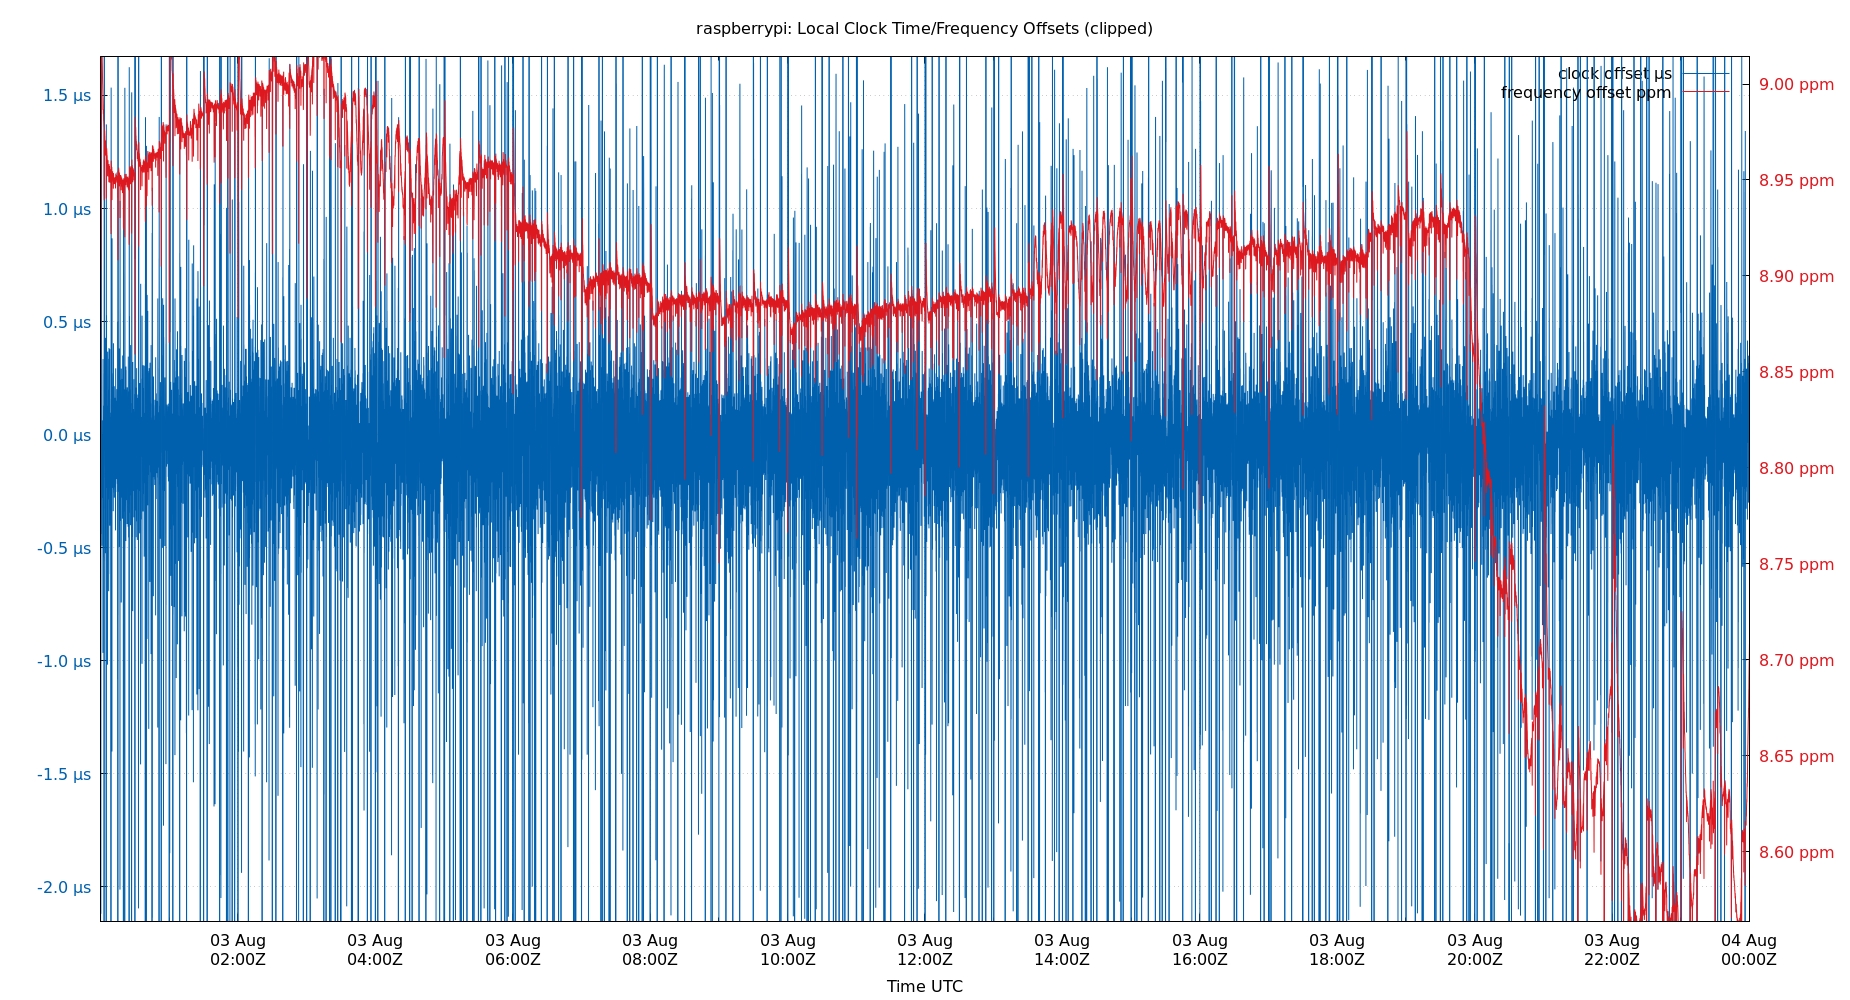 raspberrypi: Local Clock Time/Frequency Offsets (clipped)
clock offset µs
frequency offset ppm
1.5 µs
1.0 µs
0.5 µs
0.0 µs
-0.5 µs
-1.0 µs
-1.5 µs
-2.0 µs
9.00 ppm
8.95 ppm
8.90 ppm
8.85 ppm
8.80 ppm
8.75 ppm
8.70 ppm
8.65 ppm
8.60 ppm
03 Aug 03 Aug 03 Aug 03 Aug 03 Aug 03 Aug 03 Aug 03 Aug 03 Aug 03 Aug 03 Aug 04 Aug
02:00Z 04:00Z 06:00Z 08:00Z 10:00Z 12:00Z 14:00Z 16:00Z 18:00Z 20:00Z 22:00Z 00:00Z
Time UTC